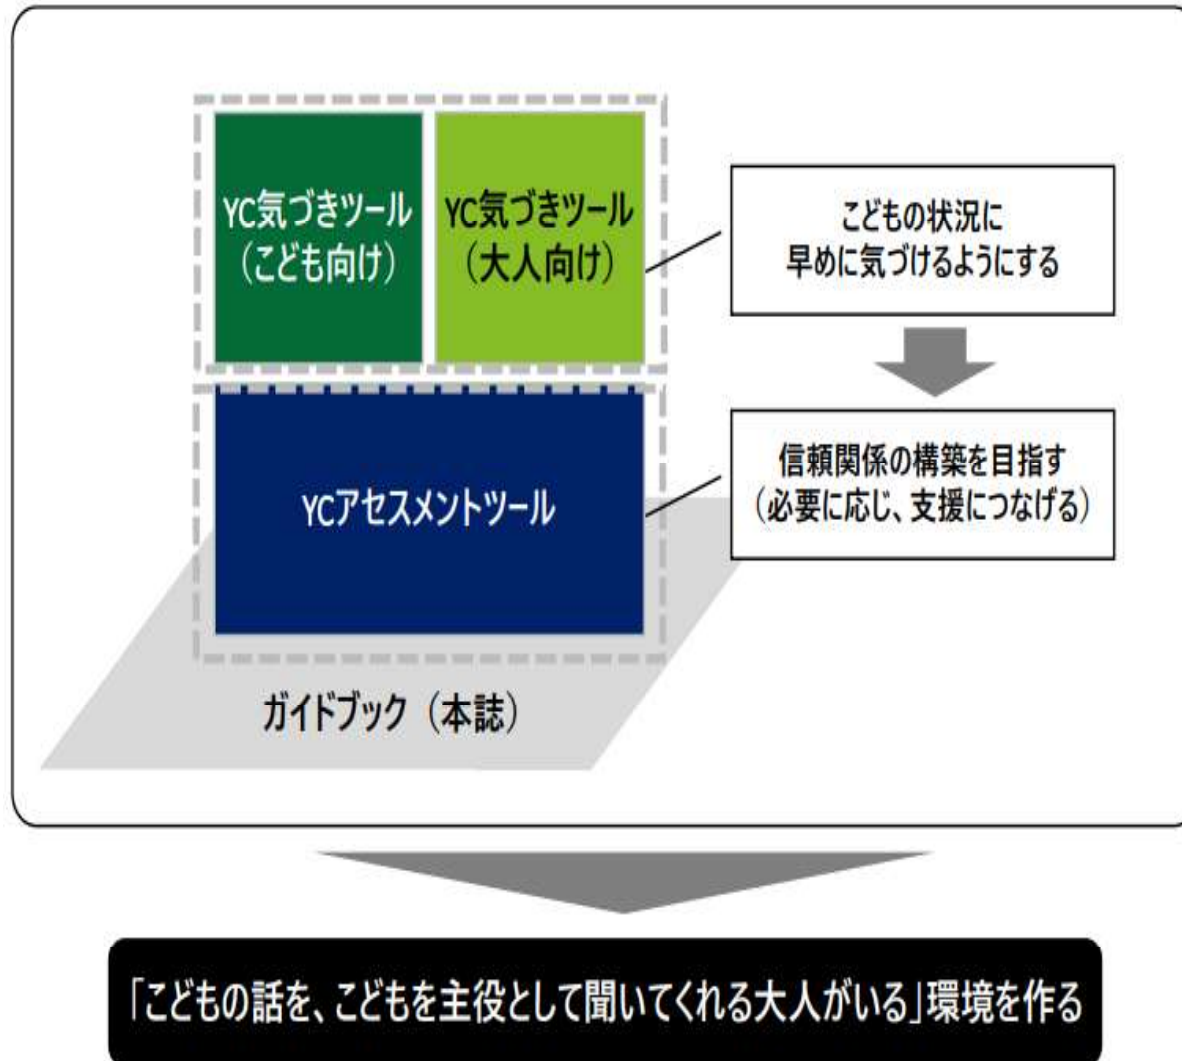 YC気づきツール
（こども向け）
YC気づきツール
（大人向け）
こどもの状況に
早めに気づけるようにする
YCアセスメントツール
信頼関係の構築を目指す
（必要に応じ、支援につなげる）
ガイドブック（本誌）
「こどもの話を、こどもを主役として聞いてくれる大人がいる」環境を作る